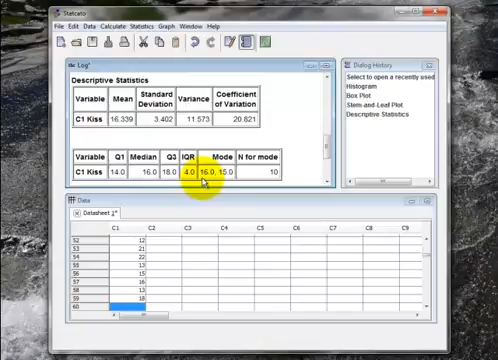 Statcato
File Edit Data Calculate Statistics Graph Window Help
Log*
Descriptive Statistics
Variable Mean Standard Deviation Variance Coefficient of Variation
C1 Kiss 16.339 3.402 11.573 20.821
Variable Q1 Median Q3 IQR Mode N for mode
C1 Kiss 14.0 16.0 18.0 4.0 16.0, 15.0 10
Dialog History
Select to open a recently used
Histogram
Box Plot
Stem-and-Leaf Plot
Descriptive Statistics
Data
Datasheet 1*
C1 C2 C3 C4 C5 C6 C7 C8 C9
52 12
53 21
54 22
55 13
56 15
57 16
58 13
59 18
60